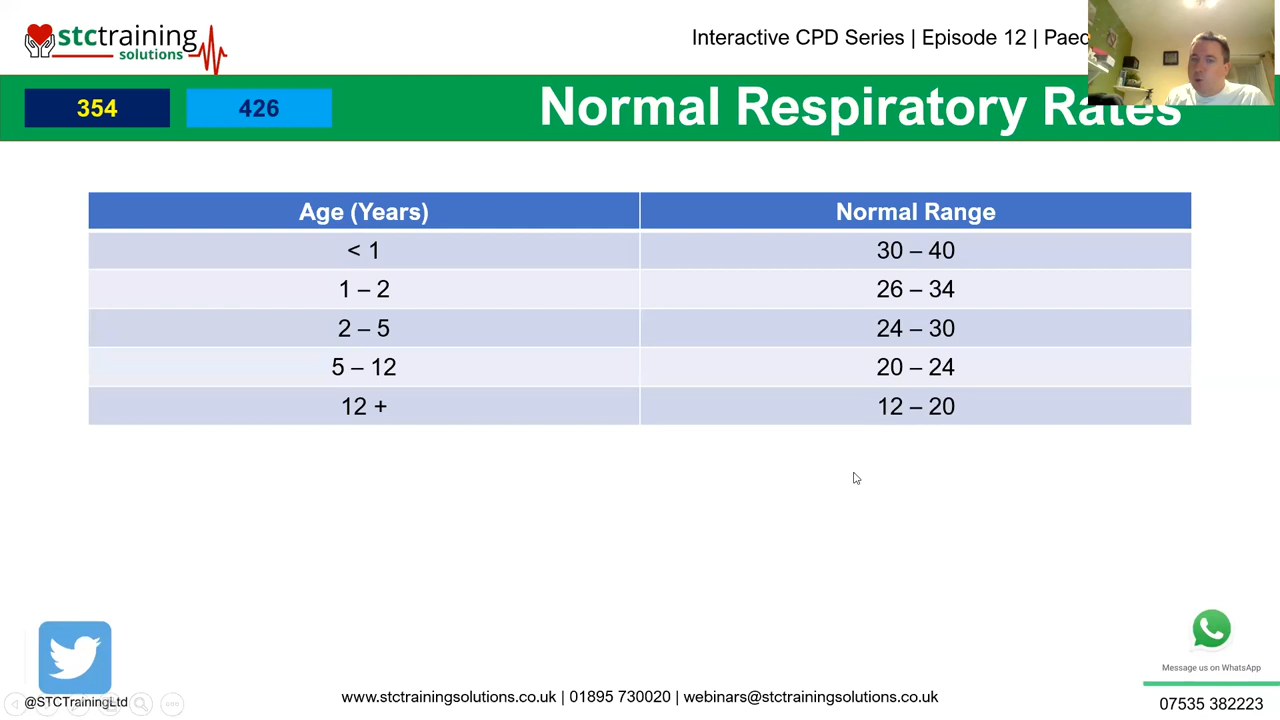 stctraining
solutions
Interactive CPD Series | Episode 12 |
354
426
Normal Respiratory Rates
Age (Years)
Normal Range
< 1
30 – 40
1 – 2
26 – 34
2 – 5
24 – 30
5 – 12
20 – 24
12 +
12 – 20
Message us on WhatsApp
@STCTrainingLtd
www.stctrainingsolutions.co.uk | 01895 730020 | webinars@stctrainingsolutions.co.uk
07535 382223